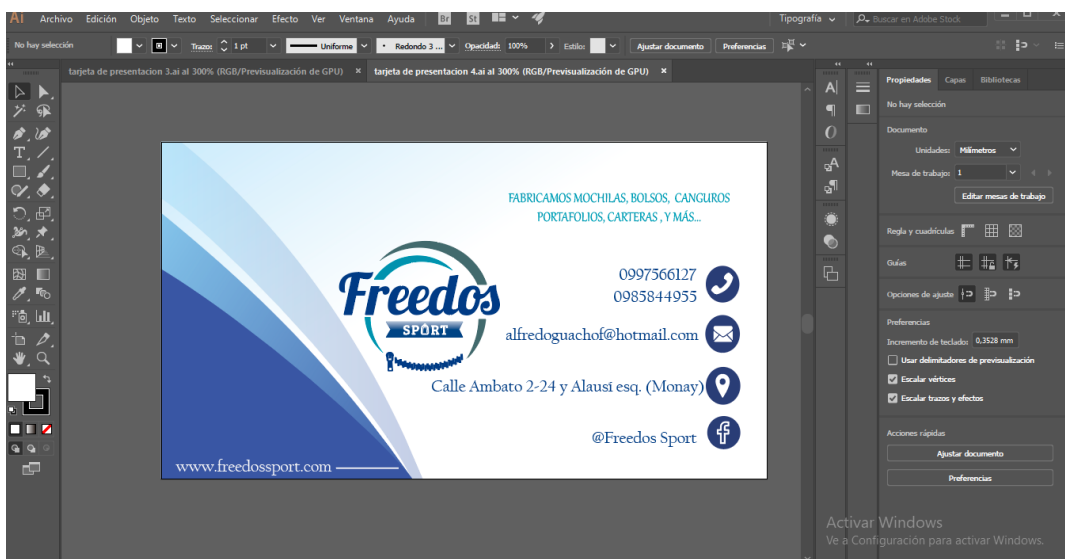 Ai Archivo Edición Objeto Texto Seleccionar Efecto Ver Ventana Ayuda Br St Tipografía Buscar en Adobe Stock
No hay selección Trazo: 1 pt Uniforme Redondo 3 ... Opacidad: 100% Estilo: Ajustar documento Preferencias
tarjeta de presentacion 3.ai al 300% (RGB/Previsualización de GPU) × tarjeta de presentacion 4.ai al 300% (RGB/Previsualización de GPU) ×
FABRICAMOS MOCHILAS, BOLSOS, CANGUROS
PORTAFOLIOS, CARTERAS , Y MÁS...
Freedos
SPORT
0997566127
0985844955
alfredoguachof@hotmail.com
Calle Ambato 2-24 y Alausí esq. (Monay)
@Freedos Sport
www.freedossport.com
Propiedades Capas Bibliotecas
No hay selección
Documento
Unidades: Milímetros
Mesa de trabajo: 1
Editar mesas de trabajo
Regla y cuadrículas
Guías
Opciones de ajuste
Preferencias
Incremento de teclado: 0,3528 mm
Usar delimitadores de previsualización
Escalar vértices
Escalar trazos y efectos
Acciones rápidas
Ajustar documento
Preferencias
Activar Windows
Ve a Configuración para activar Windows.